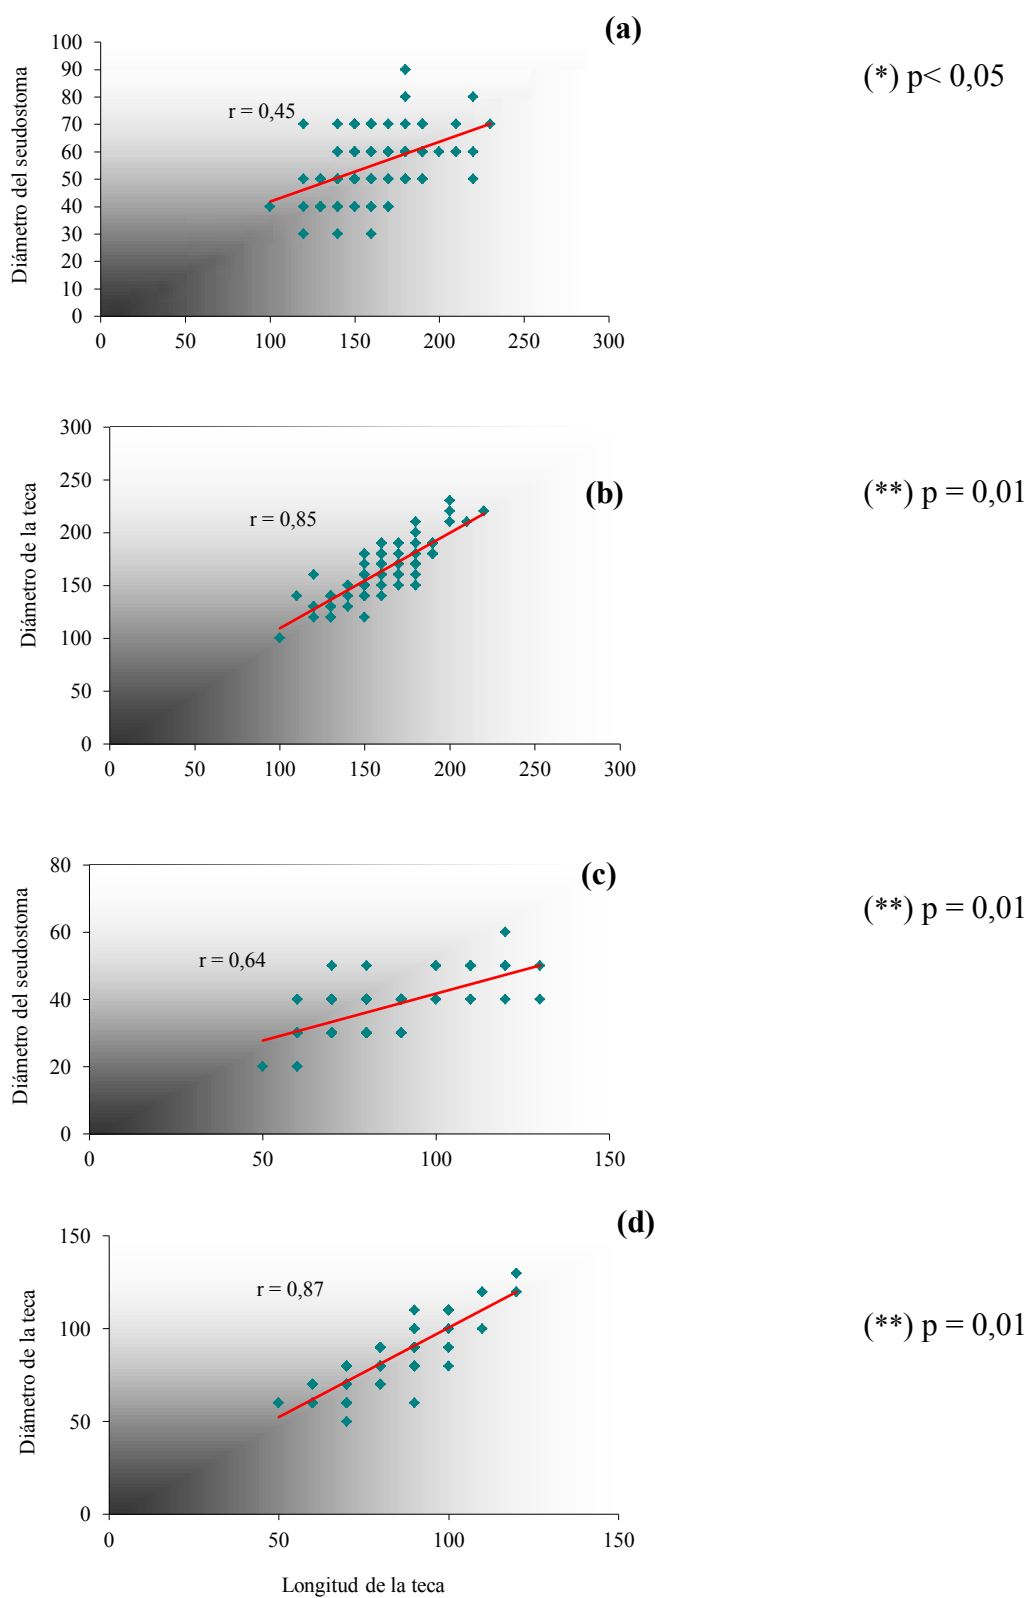 (a)
(*) p< 0,05
Diámetro del seudostoma
100
90
80
70
60
50
40
30
20
10
0
r = 0,45
0 50 100 150 200 250 300
(b)
(**) p = 0,01
Diámetro de la teca
300
250
200
150
100
50
0
r = 0,85
0 50 100 150 200 250 300
(c)
(**) p = 0,01
Diámetro del seudostoma
80
60
40
20
0
r = 0,64
0 50 100 150
(d)
(**) p = 0,01
Diámetro de la teca
150
100
50
0
r = 0,87
0 50 100 150
Longitud de la teca